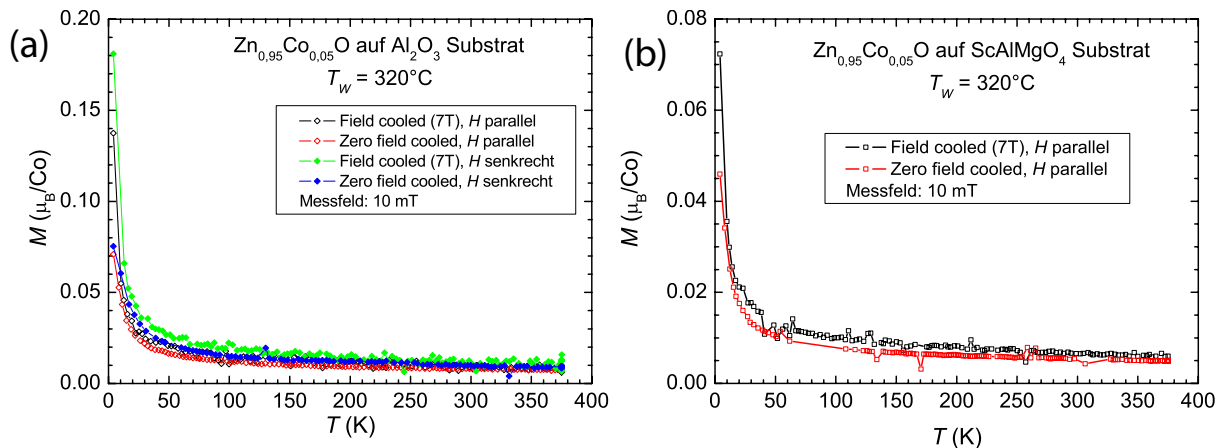 (a)
Zn0,95Co0,05O auf Al2O3 Substrat
TW = 320°C
Field cooled (7T), H parallel
Zero field cooled, H parallel
Field cooled (7T), H senkrecht
Zero field cooled, H senkrecht
Messfeld: 10 mT
0.20
0.15
0.10
0.05
0.00
M (μB/Co)
0 50 100 150 200 250 300 350 400
T (K)
(b)
Zn0,95Co0,05O auf ScAlMgO4 Substrat
TW = 320°C
Field cooled (7T), H parallel
Zero field cooled, H parallel
Messfeld: 10 mT
0.08
0.06
0.04
0.02
0.00
M (μB/Co)
0 50 100 150 200 250 300 350 400
T (K)